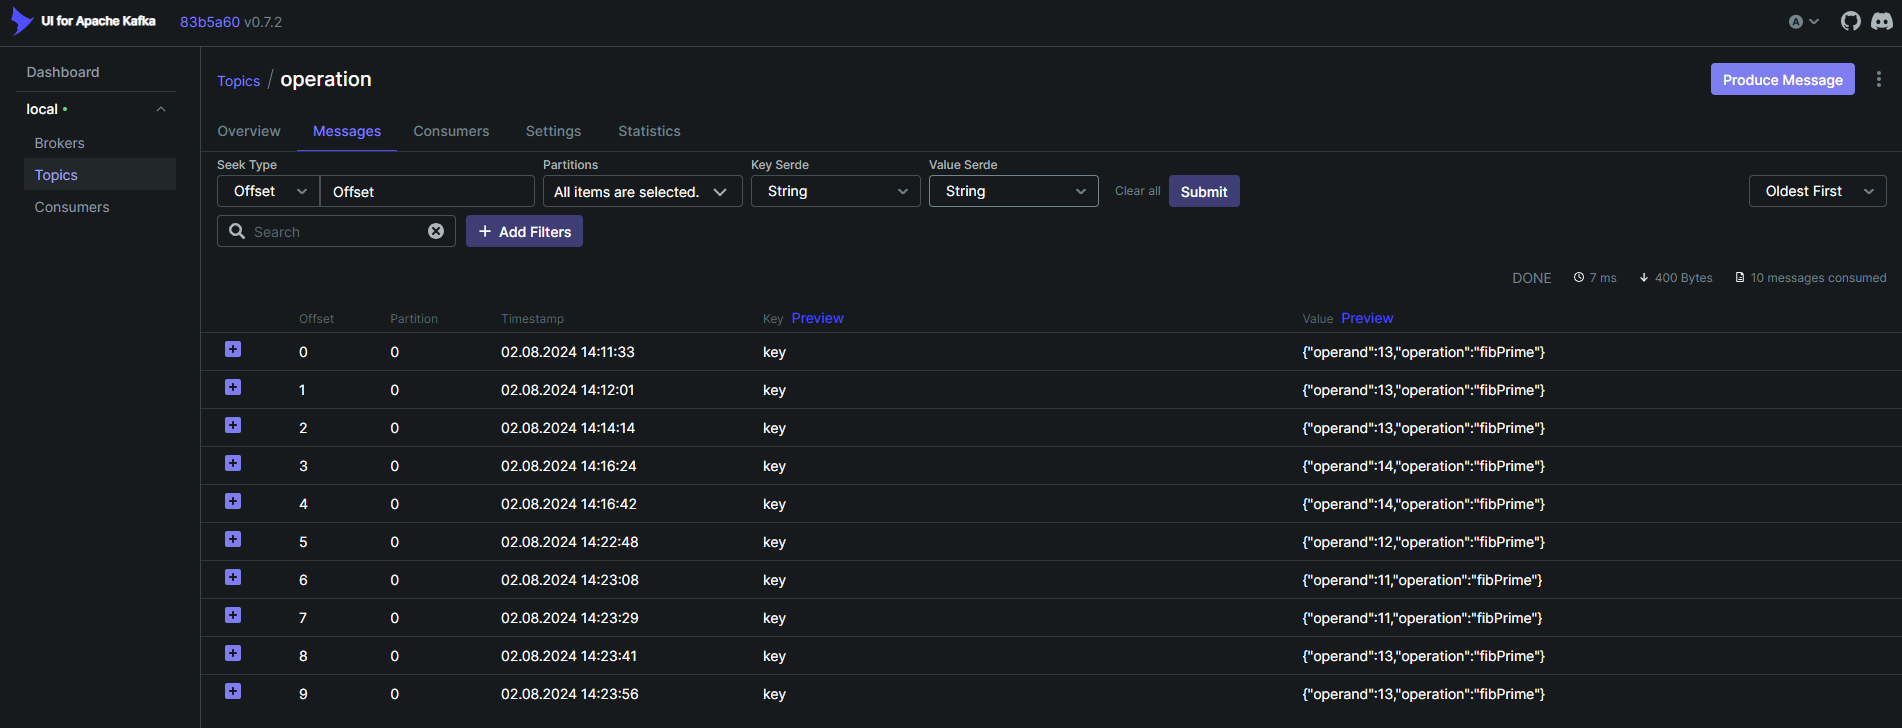 UI for Apache Kafka 83b5a60 v0.7.2 A
Dashboard
local
Brokers
Topics
Consumers
Topics / operation
Produce Message
Overview Messages Consumers Settings Statistics
Seek Type Partitions Key Serde Value Serde
Offset Offset All items are selected. String String Clear all Submit Oldest First
Search Add Filters
DONE 7 ms 400 Bytes 10 messages consumed
Offset Partition Timestamp Key Preview Value Preview
0 0 02.08.2024 14:11:33 key {"operand":13,"operation":"fibPrime"}
1 0 02.08.2024 14:12:01 key {"operand":13,"operation":"fibPrime"}
2 0 02.08.2024 14:14:14 key {"operand":13,"operation":"fibPrime"}
3 0 02.08.2024 14:16:24 key {"operand":14,"operation":"fibPrime"}
4 0 02.08.2024 14:16:42 key {"operand":14,"operation":"fibPrime"}
5 0 02.08.2024 14:22:48 key {"operand":12,"operation":"fibPrime"}
6 0 02.08.2024 14:23:08 key {"operand":11,"operation":"fibPrime"}
7 0 02.08.2024 14:23:29 key {"operand":11,"operation":"fibPrime"}
8 0 02.08.2024 14:23:41 key {"operand":13,"operation":"fibPrime"}
9 0 02.08.2024 14:23:56 key {"operand":13,"operation":"fibPrime"}